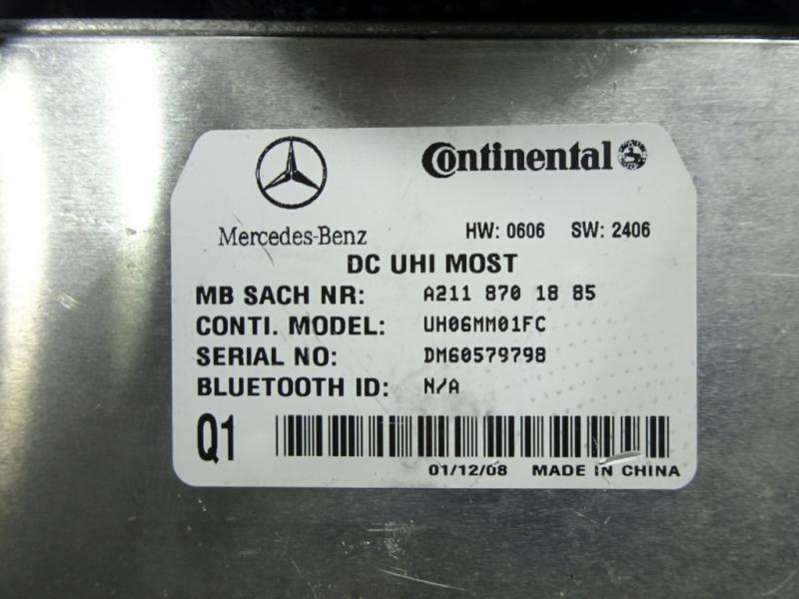 Continental
Mercedes-Benz
HW: 0606 SW: 2406
DC UHI MOST
MB SACH NR: A211 870 18 85
CONTI. MODEL: UH06MM01FC
SERIAL NO: DM60579798
BLUETOOTH ID: N/A
Q1
01/12/08 MADE IN CHINA